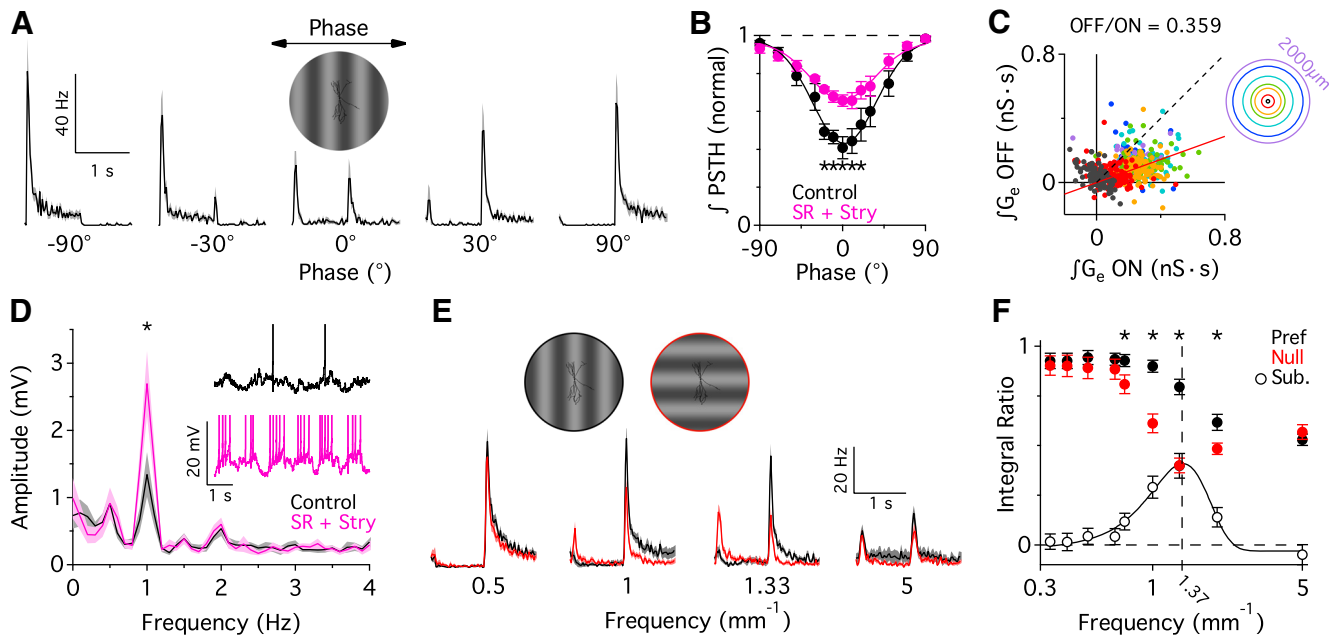 A
Phase
40 Hz
1 s
-90°
-30°
0°
30°
90°
Phase (°)
B
∫ PSTH (normal)
1
0
*****
Control
SR + Stry
-90
0
90
Phase (°)
C
OFF/ON = 0.359
2000µm
∫Gₑ OFF (nS · s)
0.8
0
0
0.8
∫Gₑ ON (nS · s)
D
Amplitude (mV)
3
2
1
0
*
20 mV
1 s
Control
SR + Stry
0
1
2
3
4
Frequency (Hz)
E
20 Hz
1 s
0.5
1
1.33
5
Frequency (mm⁻¹)
F
Integral Ratio
1
0
* * * *
Pref
Null
Sub.
0.3
1
1.37
5
Frequency (mm⁻¹)